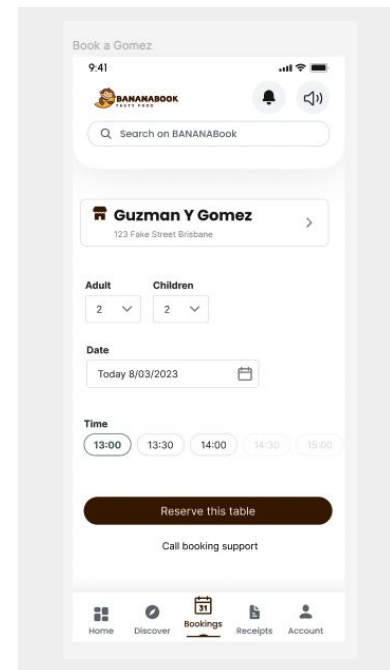 Book a Gomez
9:41
BANANABOOK
TASTY FOOD
Search on BANANABook
Guzman Y Gomez
123 Fake Street Brisbane
Adult Children
2 2
Date
Today 8/03/2023
Time
13:00 13:30 14:00 14:30 15:00
Reserve this table
Call booking support
31
Home Discover Bookings Receipts Account